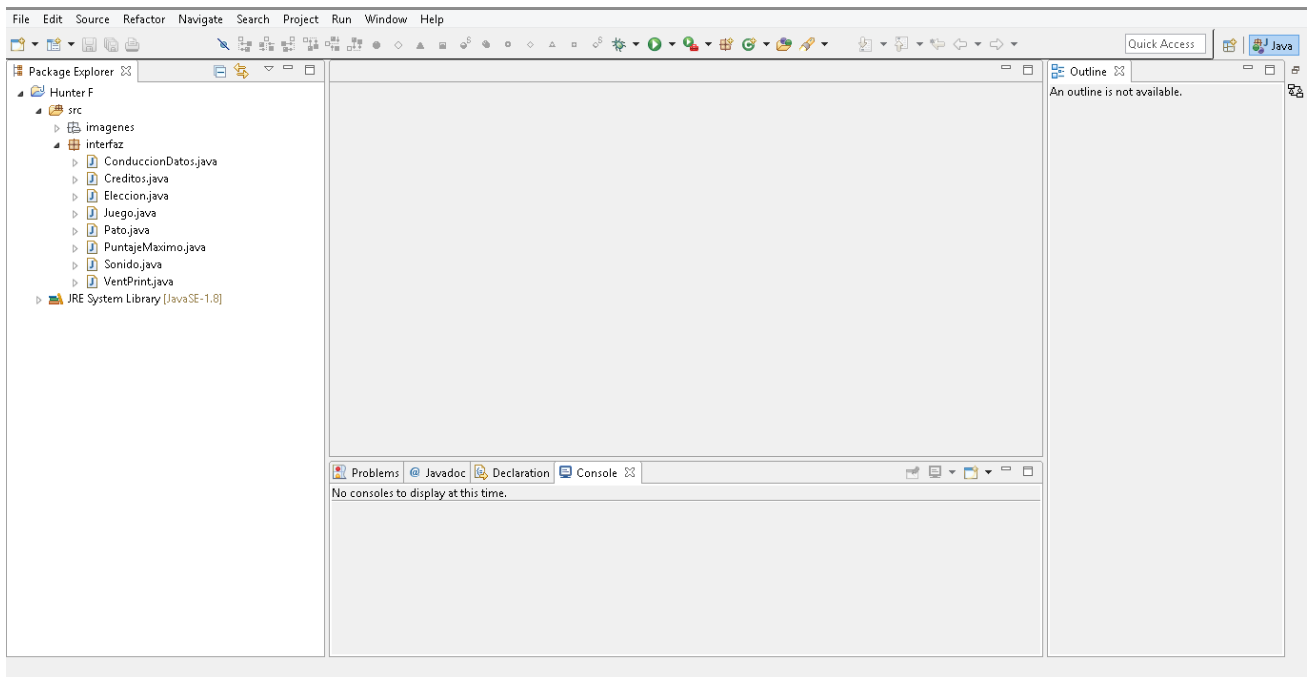 File Edit Source Refactor Navigate Search Project Run Window Help
Quick Access
Java
Package Explorer
Hunter F
src
imagenes
interfaz
ConduccionDatos.java
Creditos.java
Eleccion.java
Juego.java
Pato.java
PuntajeMaximo.java
Sonido.java
VentPrint.java
JRE System Library [JavaSE-1.8]
Outline
An outline is not available.
Problems @ Javadoc Declaration Console
No consoles to display at this time.